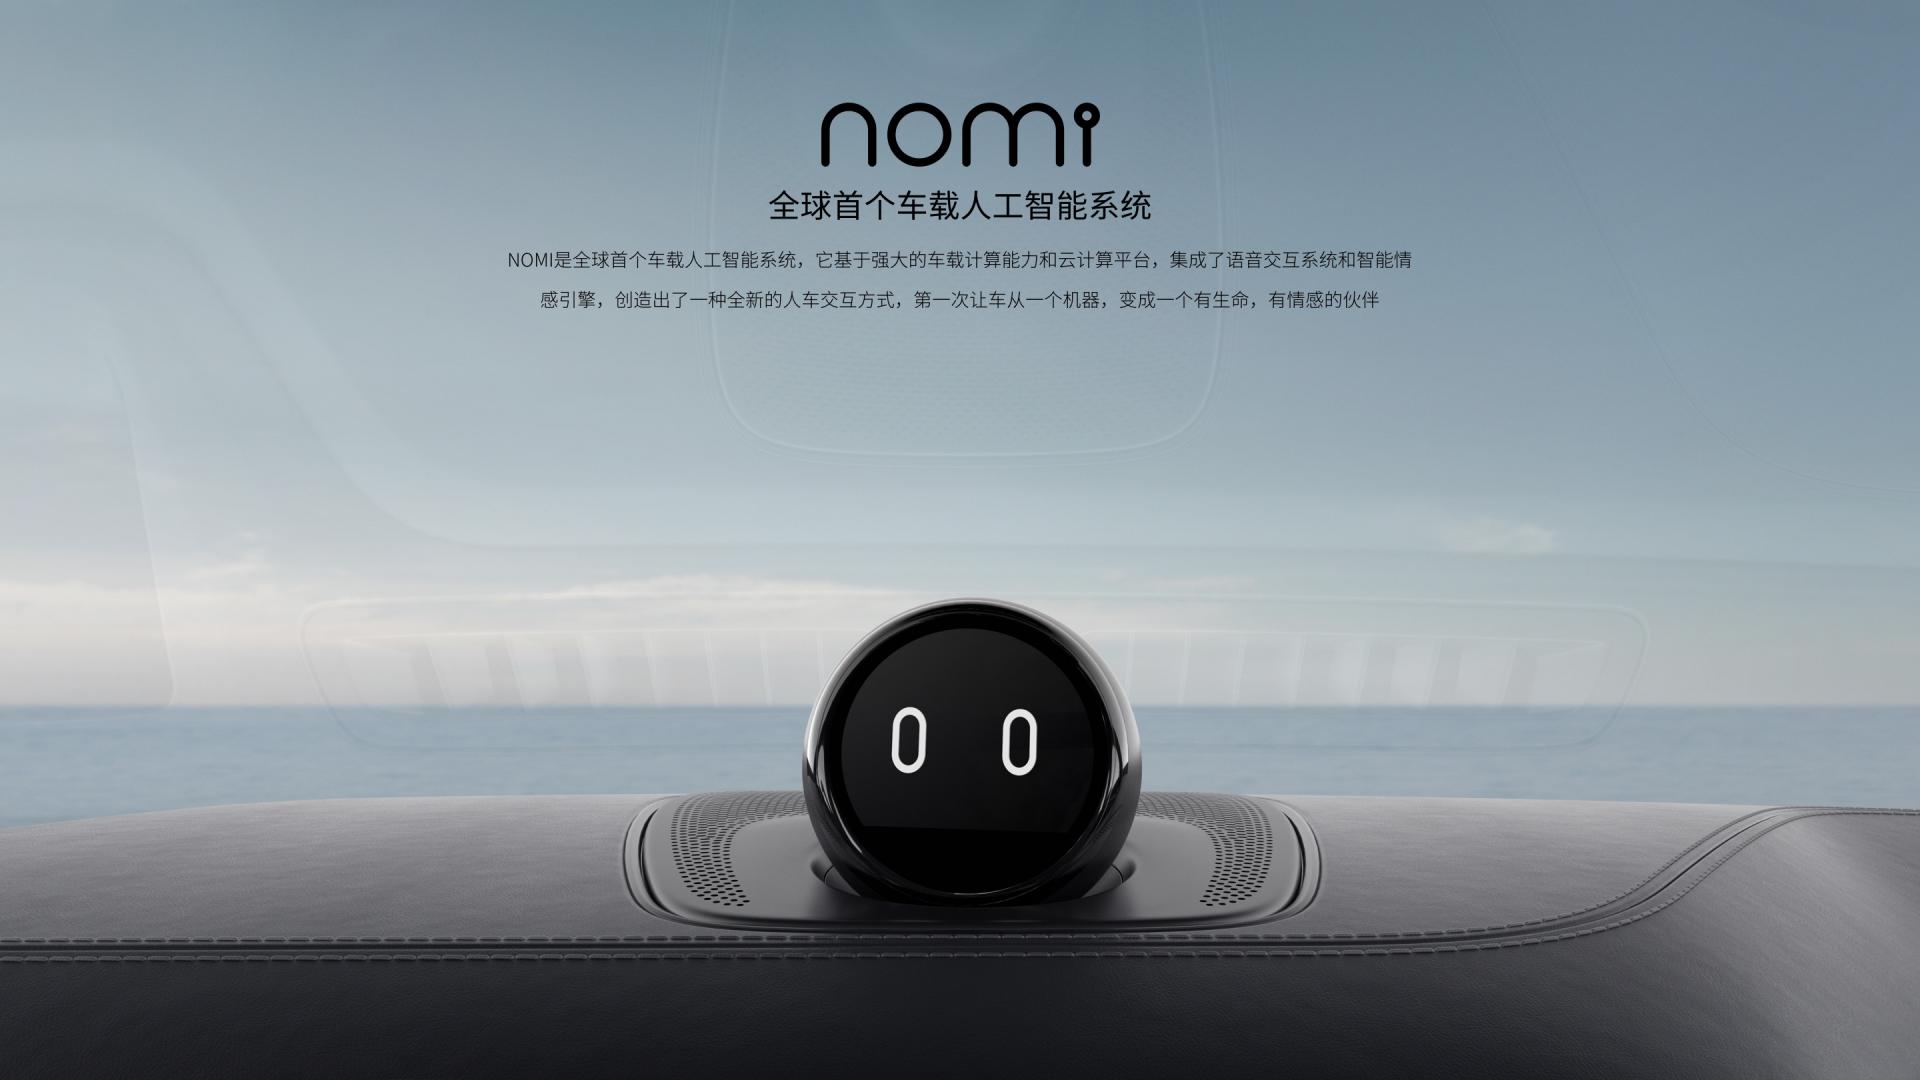 nomi
全球首个车载人工智能系统
NOMI是全球首个车载人工智能系统，它基于强大的车载计算能力和云计算平台，集成了语音交互系统和智能情
感引擎，创造出了一种全新的人车交互方式，第一次让车从一个机器，变成一个有生命，有情感的伙伴